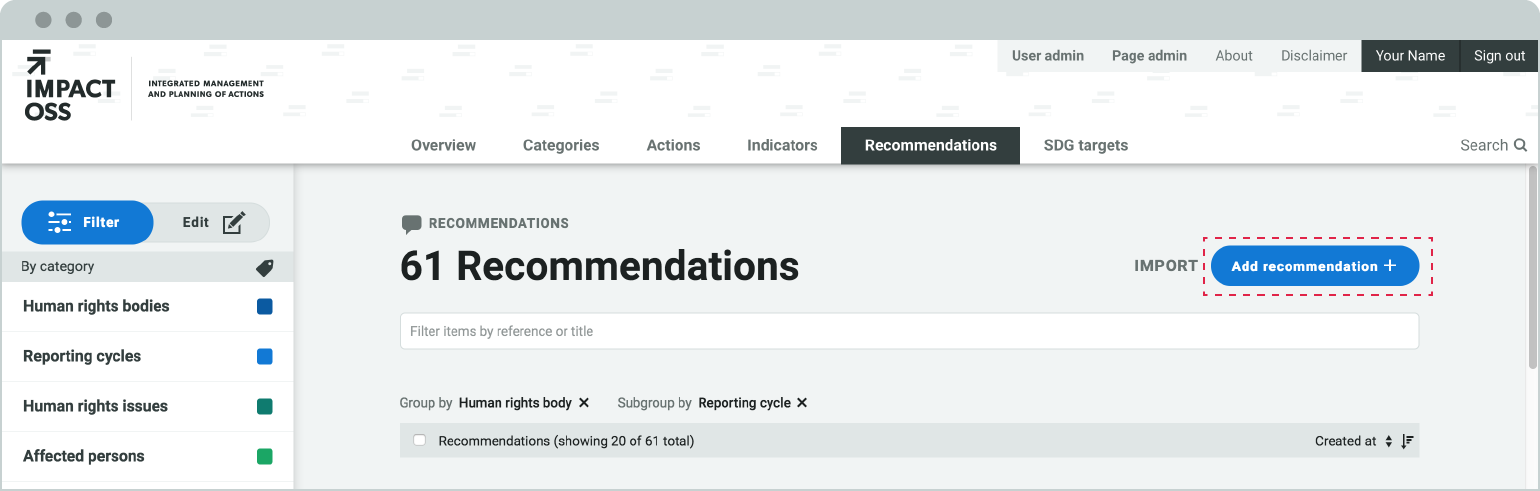 User admin Page admin About Disclaimer Your Name Sign out
IMPACT
OSS
INTEGRATED MANAGEMENT
AND PLANNING OF ACTIONS
Overview Categories Actions Indicators Recommendations SDG targets Search
Filter Edit
By category
Human rights bodies
Reporting cycles
Human rights issues
Affected persons
RECOMMENDATIONS
61 Recommendations
IMPORT Add recommendation +
Filter items by reference or title
Group by Human rights body ✕ Subgroup by Reporting cycle ✕
Recommendations (showing 20 of 61 total) Created at